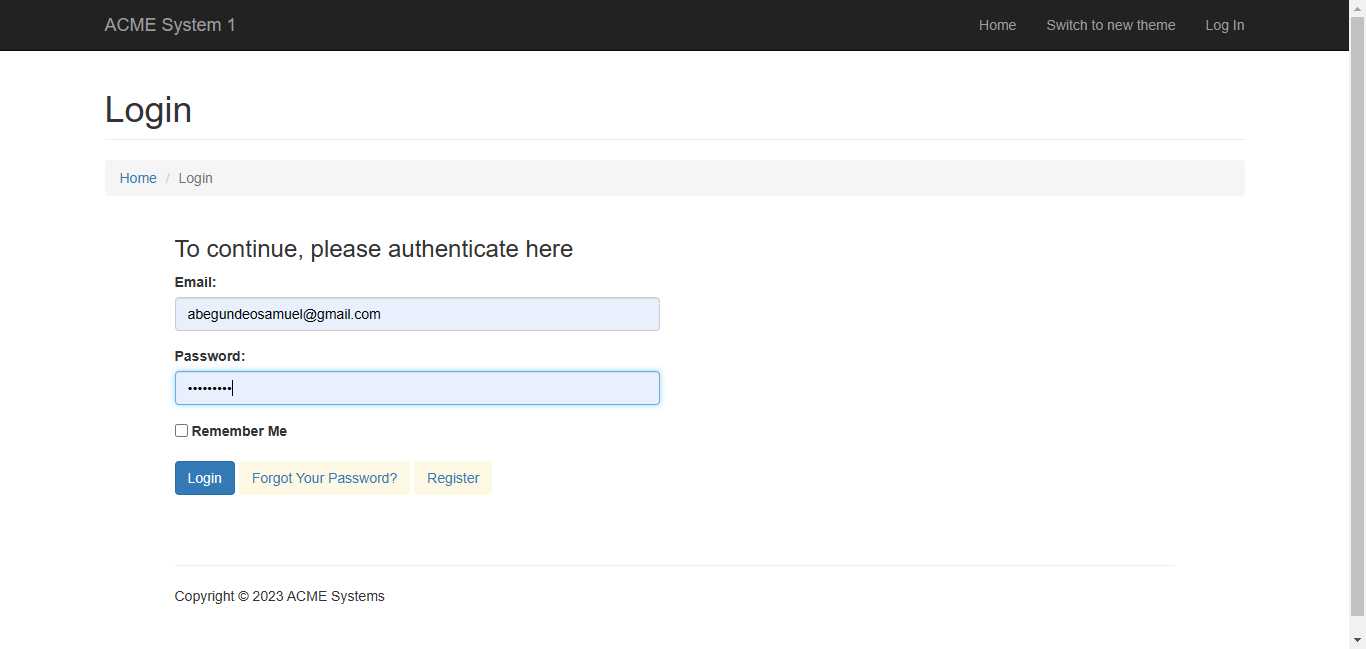 ACME System 1 Home Switch to new theme Log In
Login
Home / Login
To continue, please authenticate here
Email:
abegundeosamuel@gmail.com
Password:
•••••••••
Remember Me
Login Forgot Your Password? Register
Copyright © 2023 ACME Systems